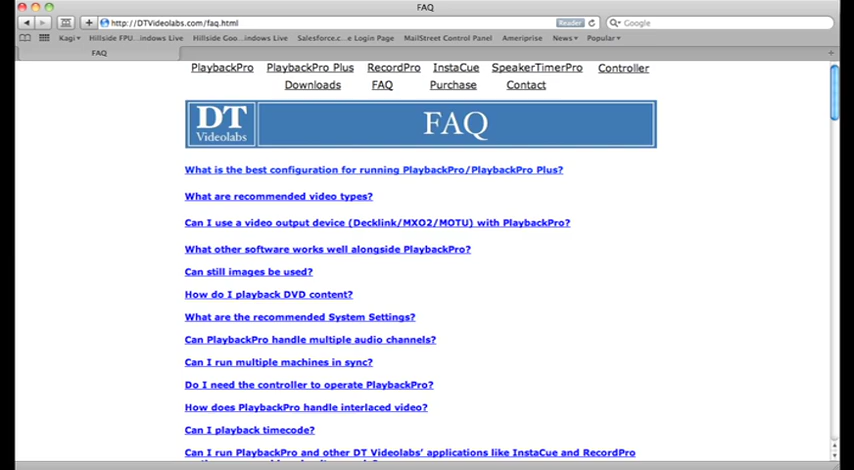 FAQ
http://DTVideolabs.com/faq.html
Reader
Google
Kagi
Hillside FPU...indows Live
Hillside Goo...indows Live
Salesforce.c...e Login Page
MailStreet Control Panel
Ameriprise
News
Popular
FAQ
PlaybackPro PlaybackPro Plus RecordPro InstaCue SpeakerTimerPro Controller
Downloads FAQ Purchase Contact
DT
Videolabs
FAQ
What is the best configuration for running PlaybackPro/PlaybackPro Plus?
What are recommended video types?
Can I use a video output device (Decklink/MXO2/MOTU) with PlaybackPro?
What other software works well alongside PlaybackPro?
Can still images be used?
How do I playback DVD content?
What are the recommended System Settings?
Can PlaybackPro handle multiple audio channels?
Can I run multiple machines in sync?
Do I need the controller to operate PlaybackPro?
How does PlaybackPro handle interlaced video?
Can I playback timecode?
Can I run PlaybackPro and other DT Videolabs' applications like InstaCue and RecordPro